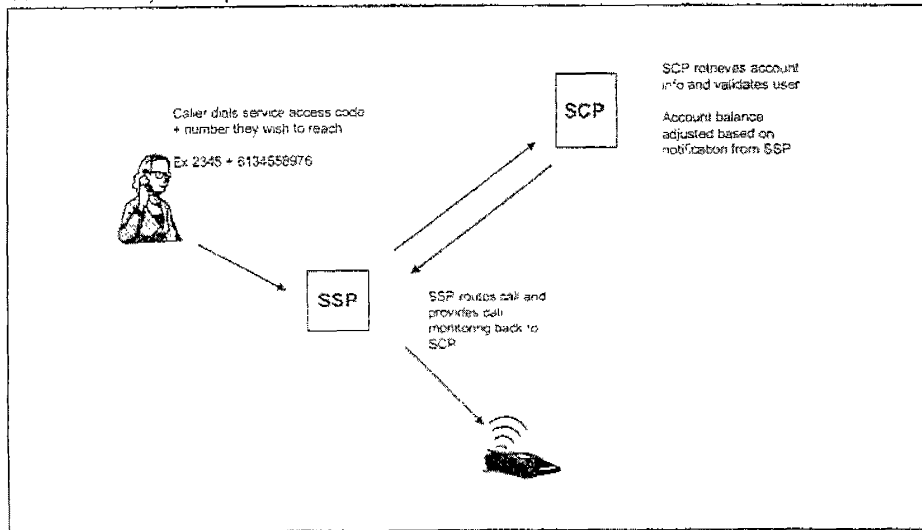 Caller dials service access code
+ number they wish to reach
Ex 2345 + 6134558976
SCP
SCP retrieves account
info and validates user
Account balance
adjusted based on
notification from SSP
SSP
SSP routes call and
provides call
monitoring back to
SCP